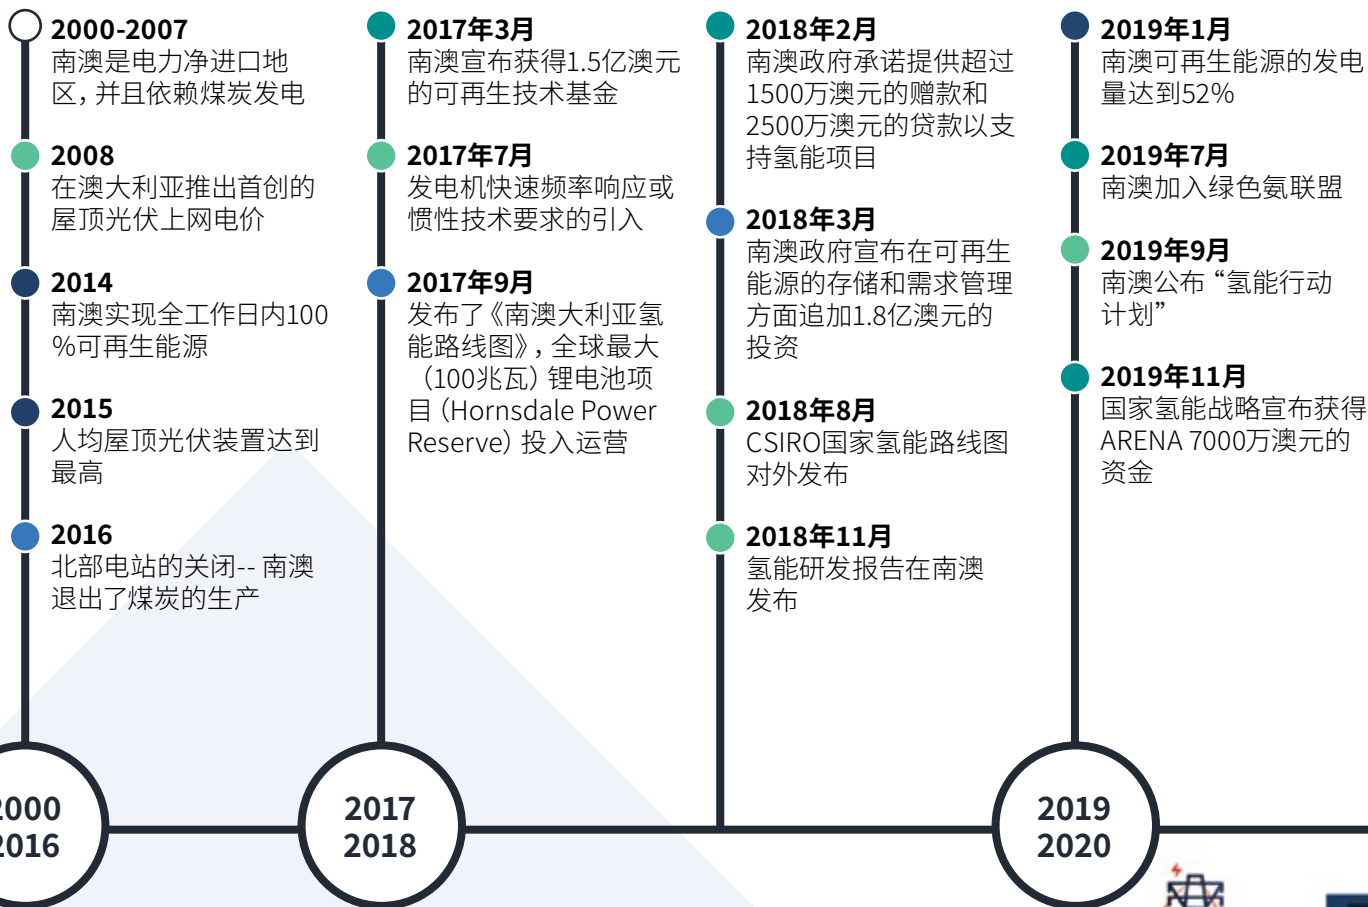 2000-2007
南澳是电力净进口地
区，并且依赖煤炭发电
2008
在澳大利亚推出首创的
屋顶光伏上网电价
2014
南澳实现全工作日内100
%可再生能源
2015
人均屋顶光伏装置达到
最高
2016
北部电站的关闭-- 南澳
退出了煤炭的生产
2017年3月
南澳宣布获得1.5亿澳元
的可再生技术基金
2017年7月
发电机快速频率响应或
惯性技术要求的引入
2017年9月
发布了《南澳大利亚氢
能路线图》，全球最大
（100兆瓦）锂电池项
目（Hornsdale Power
Reserve）投入运营
2018年2月
南澳政府承诺提供超过
1500万澳元的赠款和
2500万澳元的贷款以支
持氢能项目
2018年3月
南澳政府宣布在可再生
能源的存储和需求管理
方面追加1.8亿澳元的
投资
2018年8月
CSIRO国家氢能路线图
对外发布
2018年11月
氢能研发报告在南澳
发布
2019年1月
南澳可再生能源的发电
量达到52%
2019年7月
南澳加入绿色氨联盟
2019年9月
南澳公布“氢能行动
计划”
2019年11月
国家氢能战略宣布获得
ARENA 7000万澳元的
资金
2000
2016
2017
2018
2019
2020